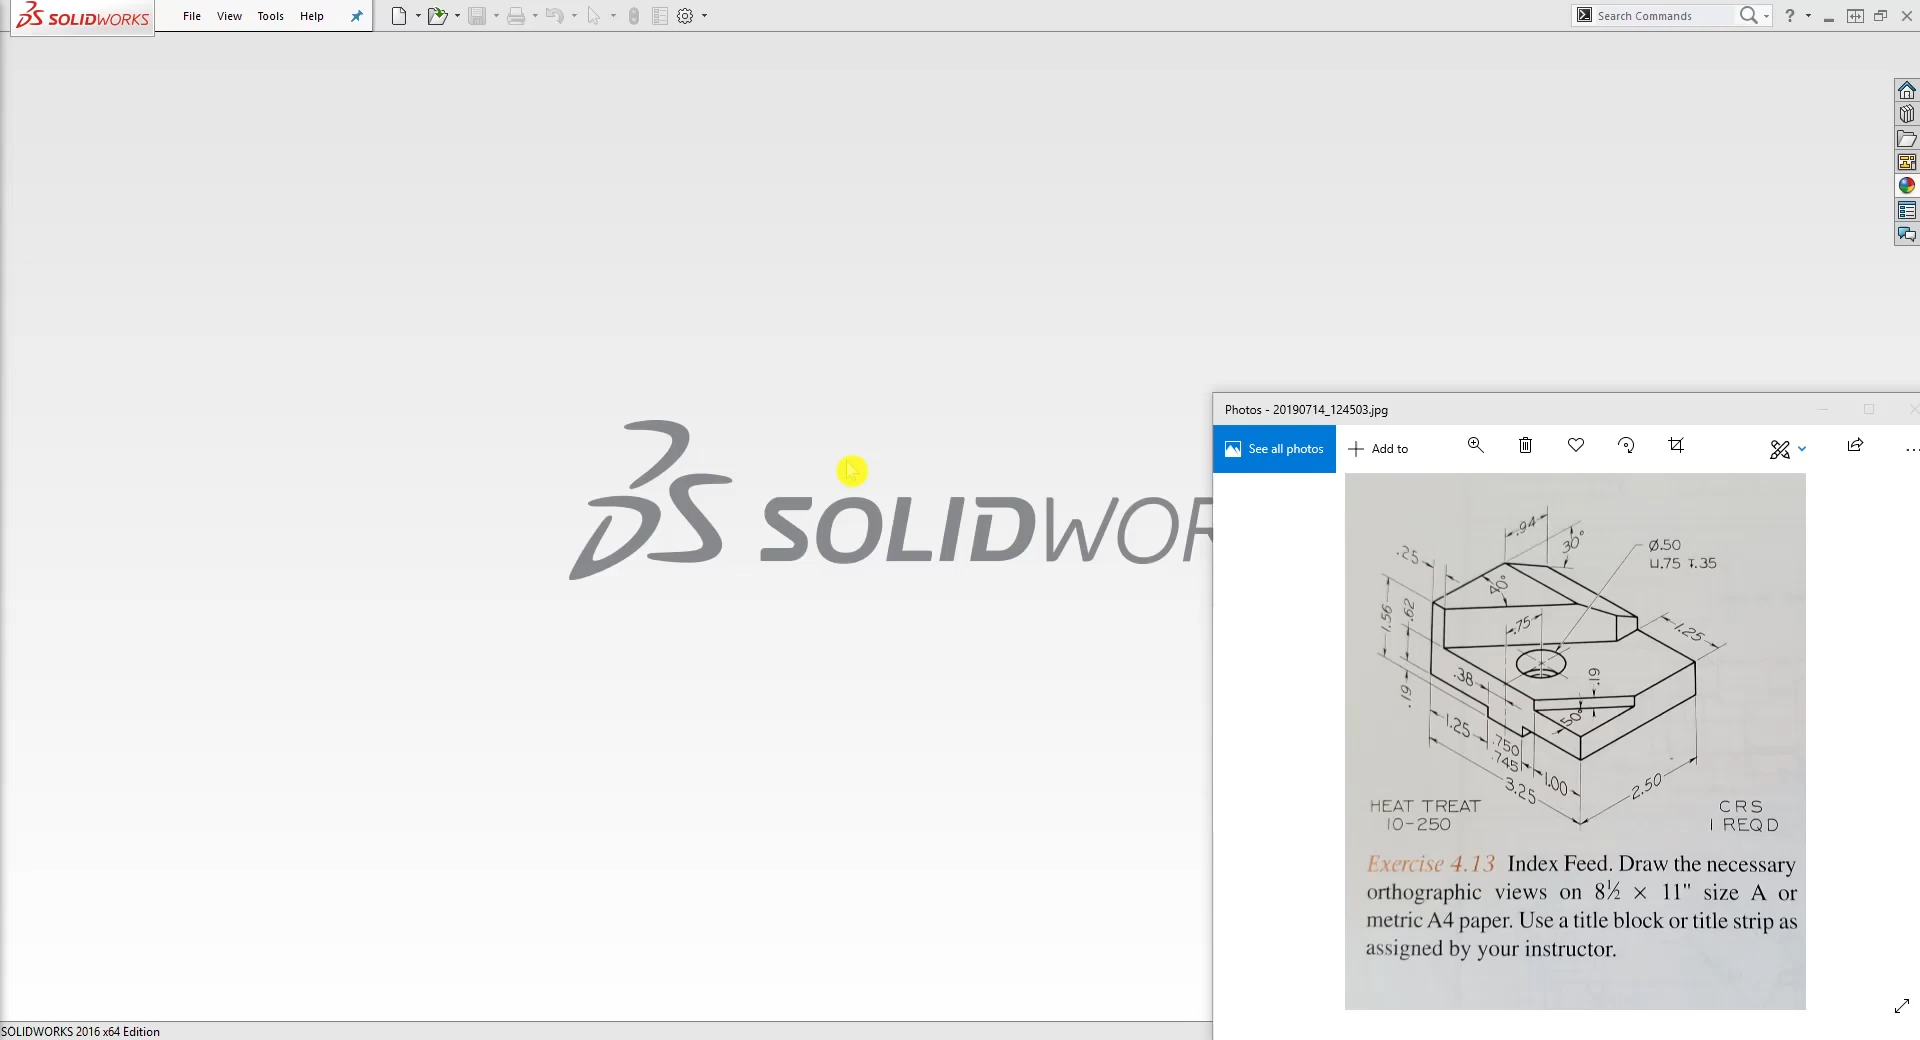 SOLIDWORKS
File View Tools Help
Search Commands
?
SOLIDWOR
Photos - 20190714_124503.jpg
See all photos
Add to
.94
30°
.25
Ø.50
⌴.75 ↧.35
40°
1.56
.62
.75
1.25
.38
.19
.19
50°
1.25
.750
.745
1.00
3.25
2.50
HEAT TREAT
10-250
CRS
1 REQD
Exercise 4.13 Index Feed. Draw the necessary
orthographic views on 8½ × 11" size A or
metric A4 paper. Use a title block or title strip as
assigned by your instructor.
SOLIDWORKS 2016 x64 Edition